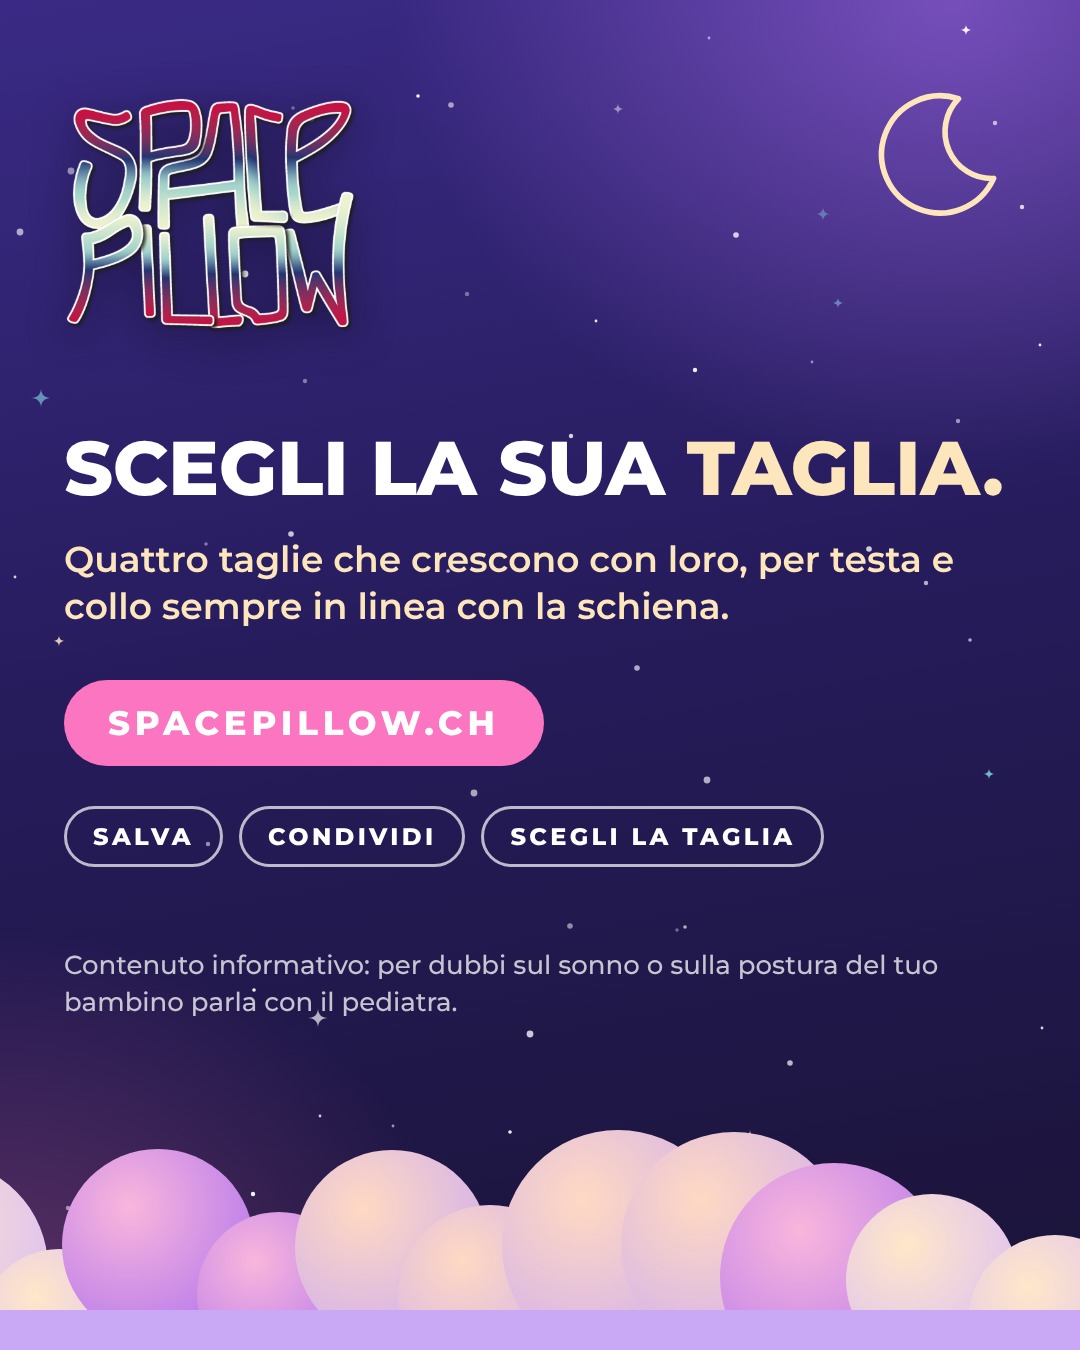 SPACE
PILLOW
SCEGLI LA SUA TAGLIA.
Quattro taglie che crescono con loro, per testa e
collo sempre in linea con la schiena.
SPACEPILLOW.CH
SALVA CONDIVIDI SCEGLI LA TAGLIA
Contenuto informativo: per dubbi sul sonno o sulla postura del tuo
bambino parla con il pediatra.